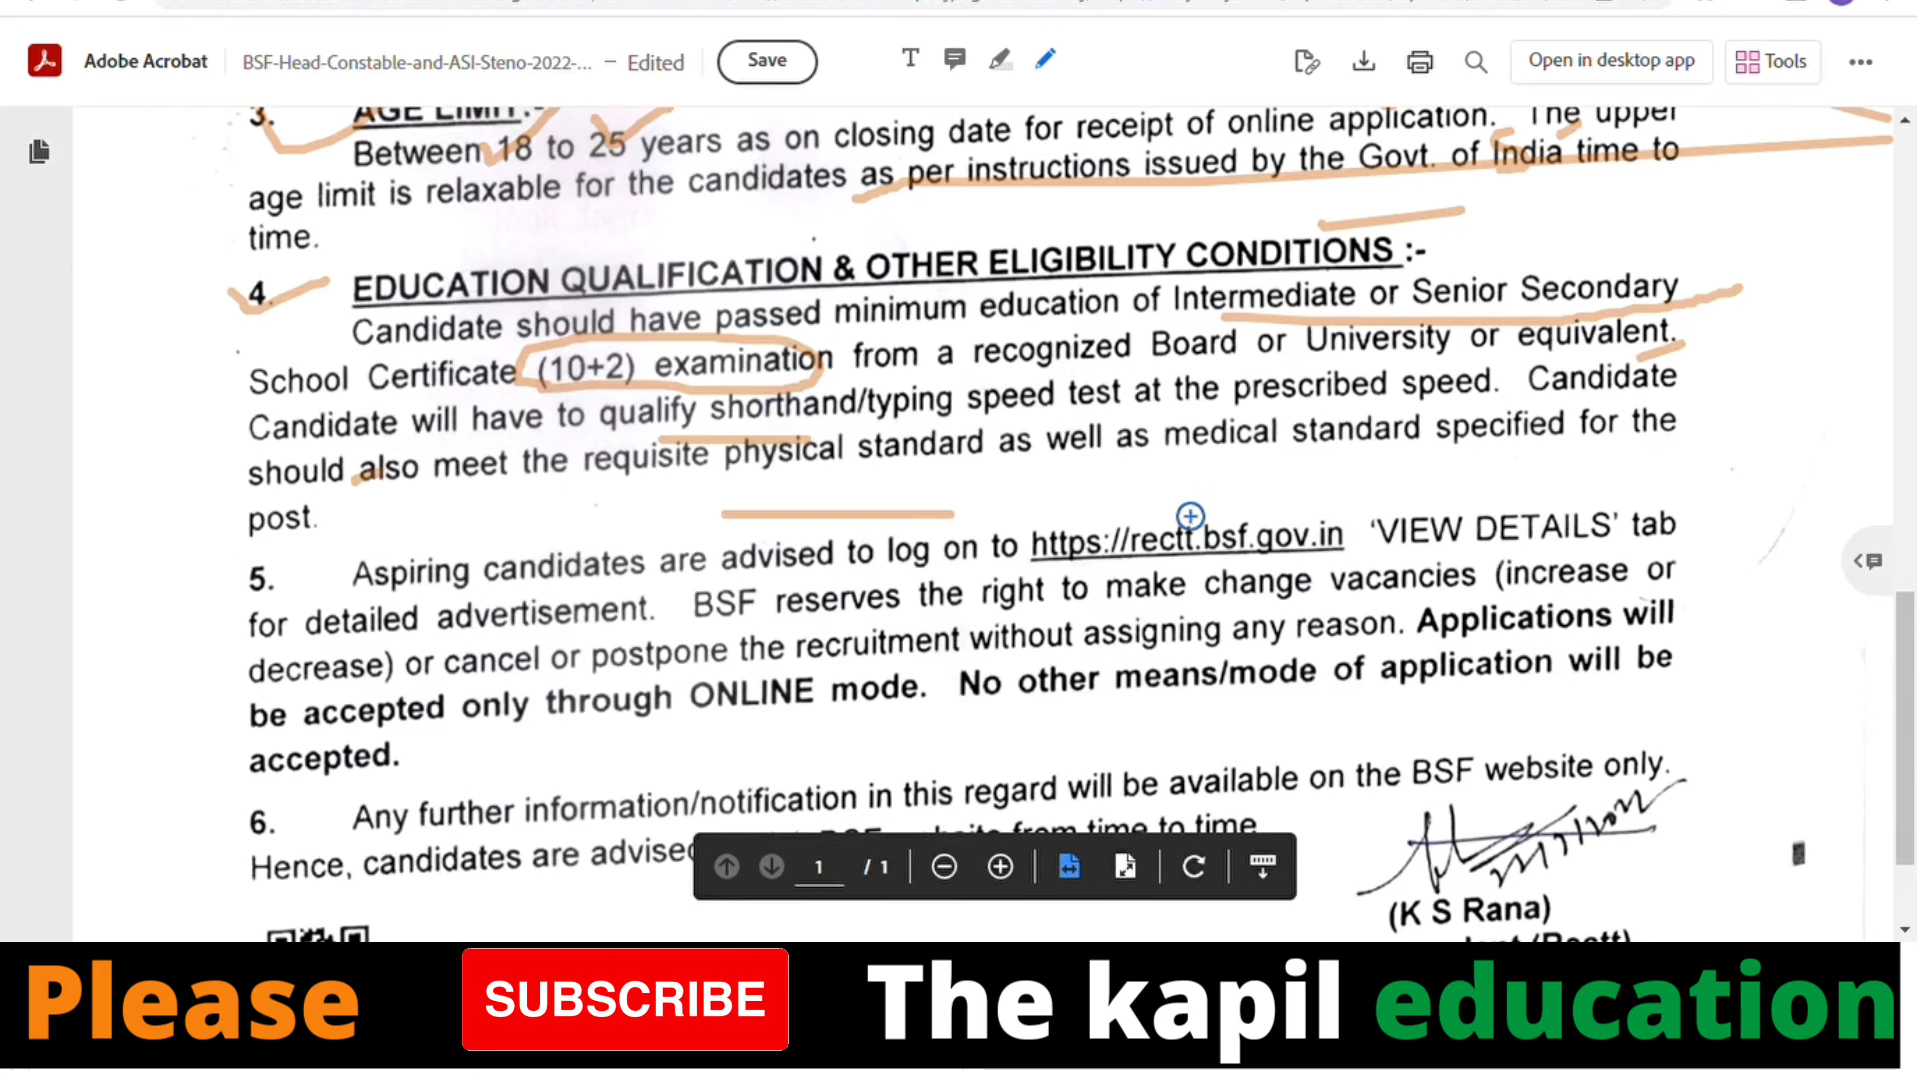 Adobe Acrobat BSF-Head-Constable-and-ASI-Steno-2022-... – Edited Save T Open in desktop app Tools
3. AGE LIMIT:-
Between 18 to 25 years as on closing date for receipt of online application. The upper
age limit is relaxable for the candidates as per instructions issued by the Govt. of India time to
time.
4. EDUCATION QUALIFICATION & OTHER ELIGIBILITY CONDITIONS :-
Candidate should have passed minimum education of Intermediate or Senior Secondary
School Certificate (10+2) examination from a recognized Board or University or equivalent.
Candidate will have to qualify shorthand/typing speed test at the prescribed speed. Candidate
should also meet the requisite physical standard as well as medical standard specified for the
post.
5. Aspiring candidates are advised to log on to https://rectt.bsf.gov.in 'VIEW DETAILS' tab
for detailed advertisement. BSF reserves the right to make change vacancies (increase or
decrease) or cancel or postpone the recruitment without assigning any reason. Applications will
be accepted only through ONLINE mode. No other means/mode of application will be
accepted.
6. Any further information/notification in this regard will be available on the BSF website only.
Hence, candidates are advised from time to time
1 / 1
(K S Rana)
Please SUBSCRIBE The kapil education